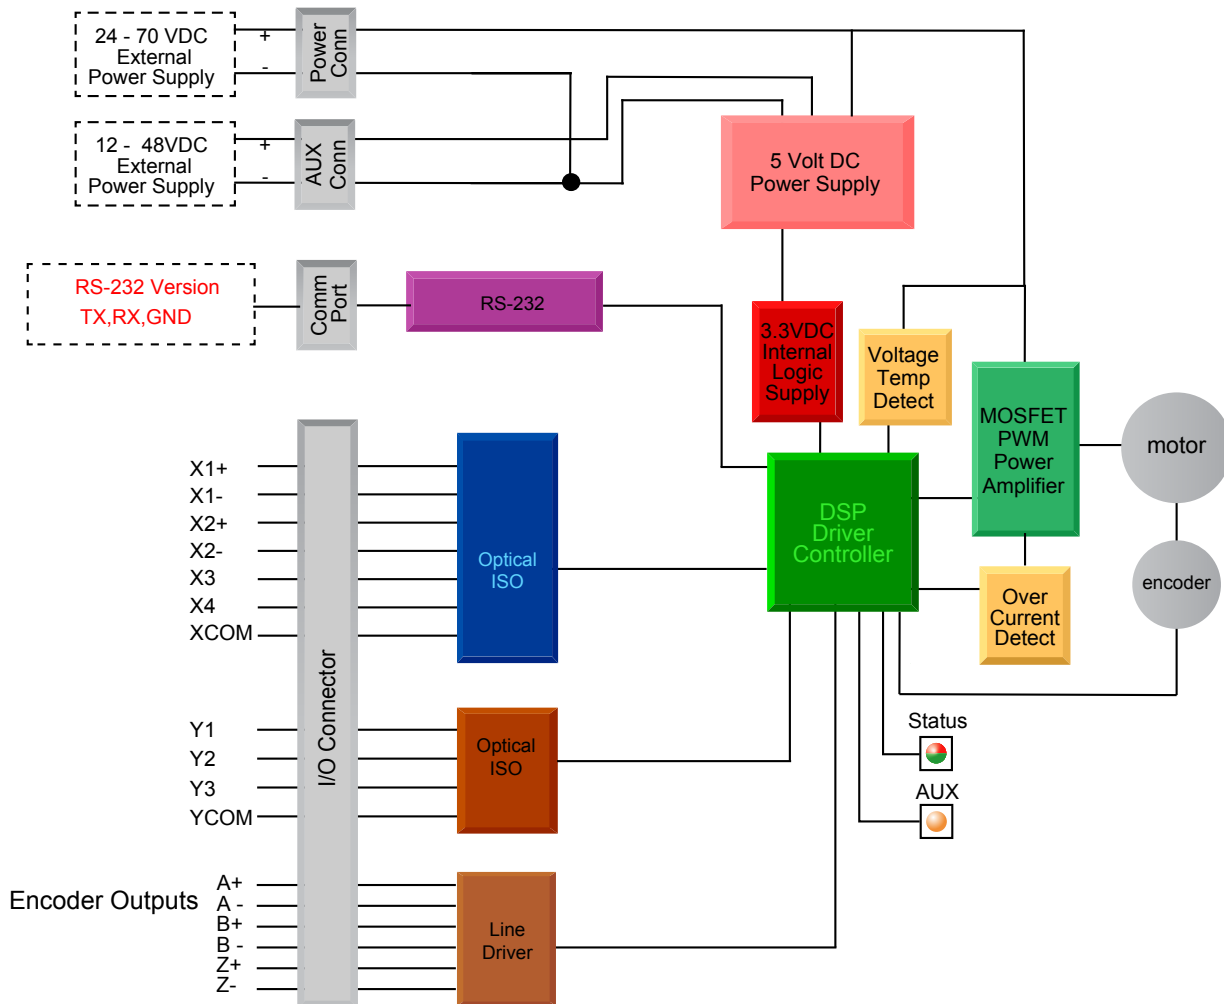 24 - 70 VDC
External
Power Supply
+
-
Power
Conn
12 - 48VDC
External
Power Supply
+
-
AUX
Conn
5 Volt DC
Power Supply
RS-232 Version
TX,RX,GND
Comm
Port
RS-232
3.3VDC
Internal
Logic
Supply
Voltage
Temp
Detect
MOSFET
PWM
Power
Amplifier
motor
encoder
DSP
Driver
Controller
Over
Current
Detect
Status
AUX
I/O Connector
X1+
X1-
X2+
X2-
X3
X4
XCOM
Optical
ISO
Y1
Y2
Y3
YCOM
Optical
ISO
Encoder Outputs
A+
A -
B+
B -
Z+
Z-
Line
Driver